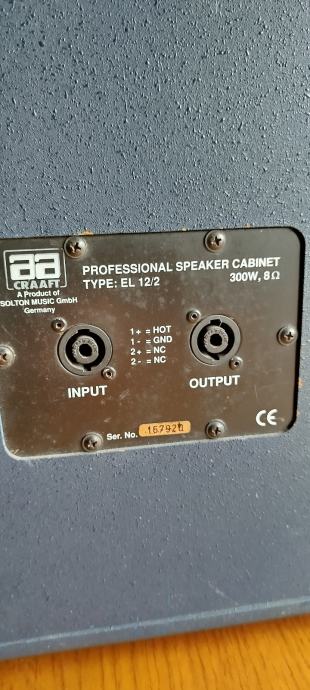 aa
CRAAFT
A Product of
SOLTON MUSIC GmbH
Germany
PROFESSIONAL SPEAKER CABINET
TYPE: EL 12/2 300W, 8Ω
1+ = HOT
1- = GND
2+ = NC
2- = NC
INPUT
OUTPUT
Ser. No.
CE